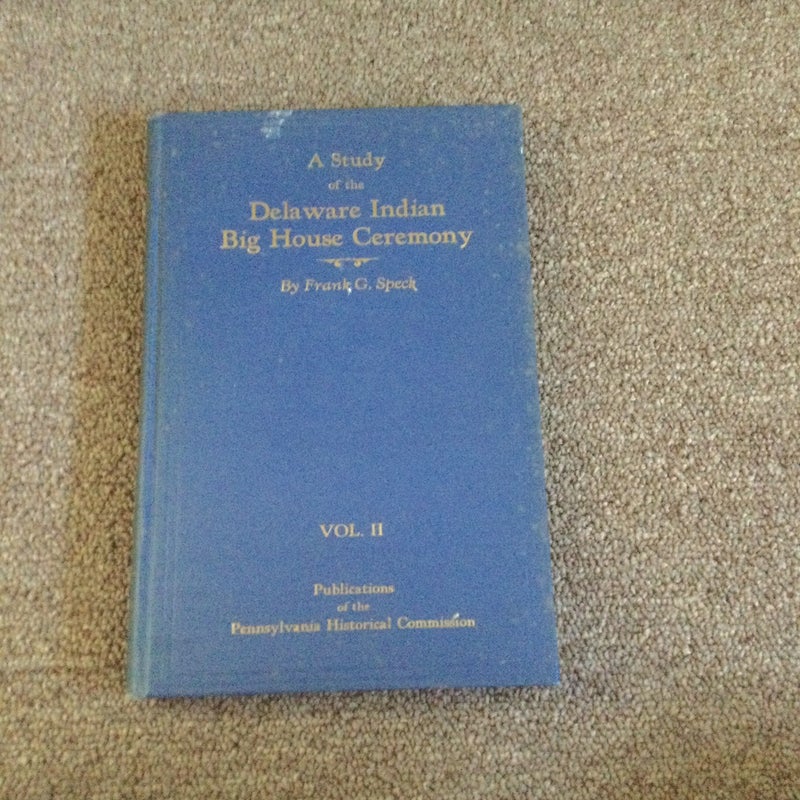 A Study
of the
Delaware Indian
Big House Ceremony
By Frank G. Speck
VOL. II
Publications
of the
Pennsylvania Historical Commission